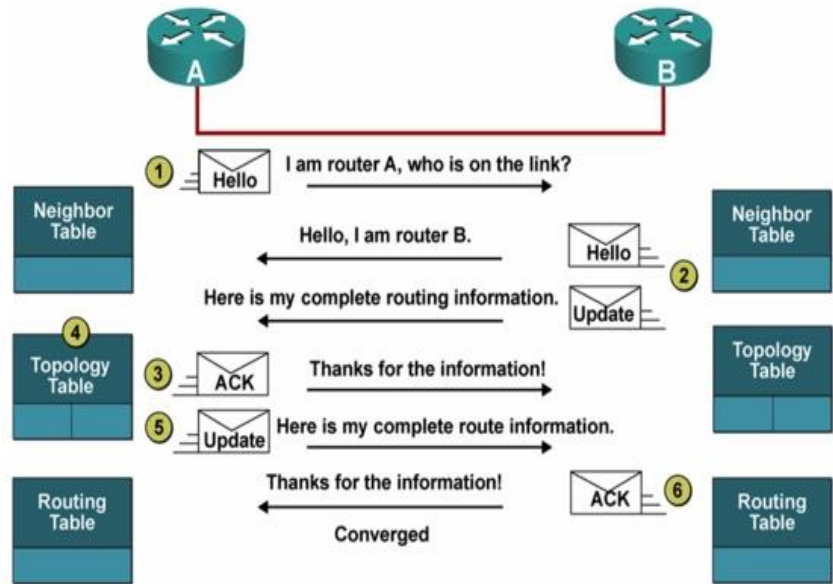 A
B
1
Hello
I am router A, who is on the link?
Neighbor
Table
Neighbor
Table
Hello, I am router B.
Hello
2
Here is my complete routing information.
Update
4
Topology
Table
3
ACK
Thanks for the information!
Topology
Table
5
Update
Here is my complete route information.
Routing
Table
Thanks for the information!
ACK
6
Routing
Table
Converged